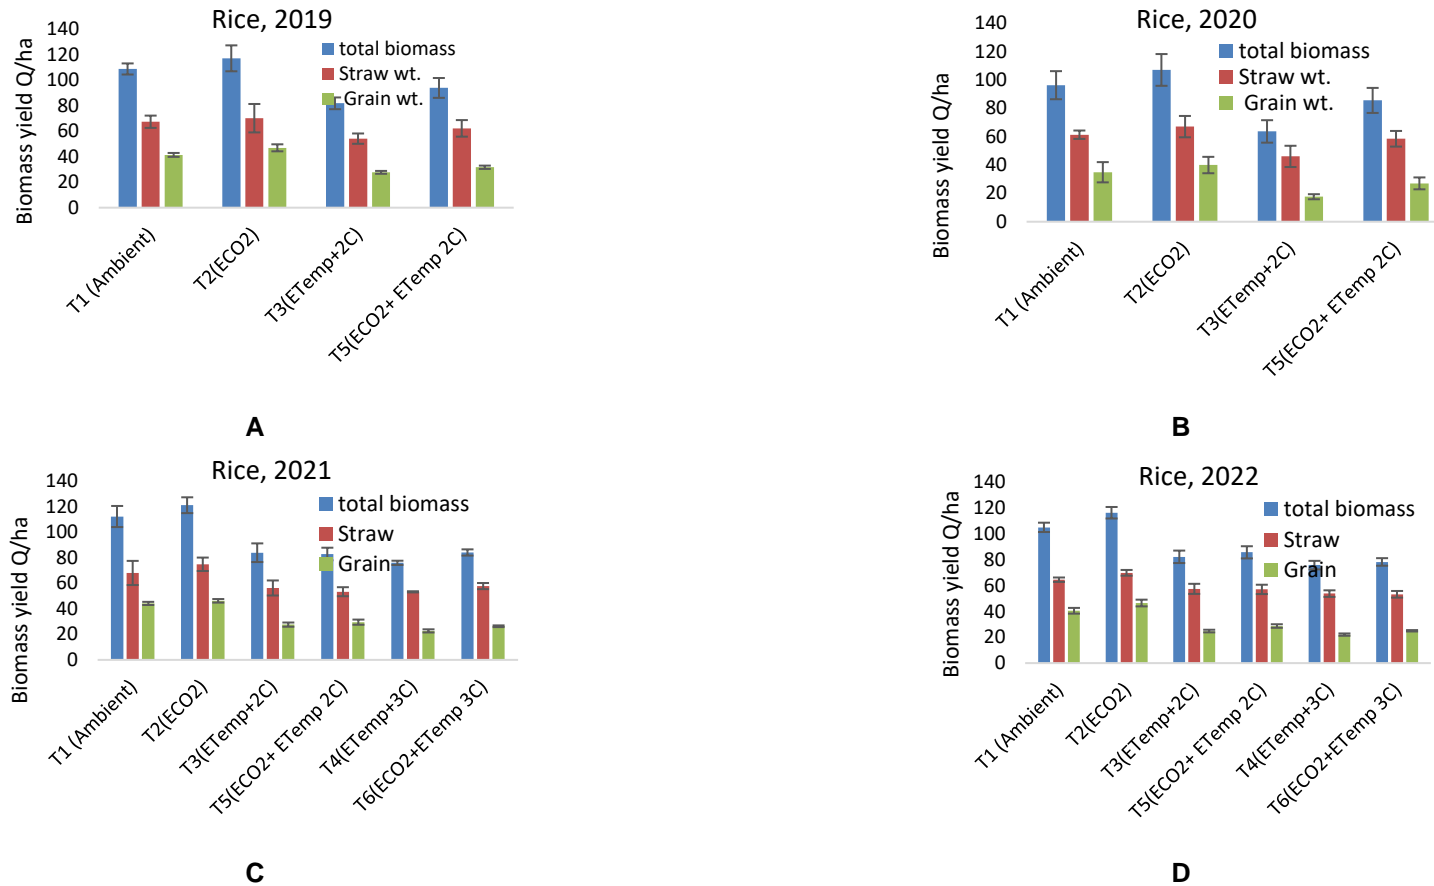 Rice, 2019
Biomass yield Q/ha
140
120
100
80
60
40
20
0
total biomass
Straw wt.
Grain wt.
T1 (Ambient)
T2(ECO2)
T3(ETemp+2C)
T5(ECO2+ ETemp 2C)
A
Rice, 2020
Biomass yield Q/ha
140
120
100
80
60
40
20
0
total biomass
Straw wt.
Grain wt.
T1 (Ambient)
T2(ECO2)
T3(ETemp+2C)
T5(ECO2+ ETemp 2C)
B
Rice, 2021
Biomass yield Q/ha
140
120
100
80
60
40
20
0
total biomass
Straw
Grain
T1 (Ambient)
T2(ECO2)
T3(ETemp+2C)
T5(ECO2+ ETemp 2C)
T4(ETemp+3C)
T6(ECO2+ETemp 3C)
C
Rice, 2022
Biomass yield Q/ha
140
120
100
80
60
40
20
0
total biomass
Straw
Grain
T1 (Ambient)
T2(ECO2)
T3(ETemp+2C)
T5(ECO2+ ETemp 2C)
T4(ETemp+3C)
T6(ECO2+ETemp 3C)
D